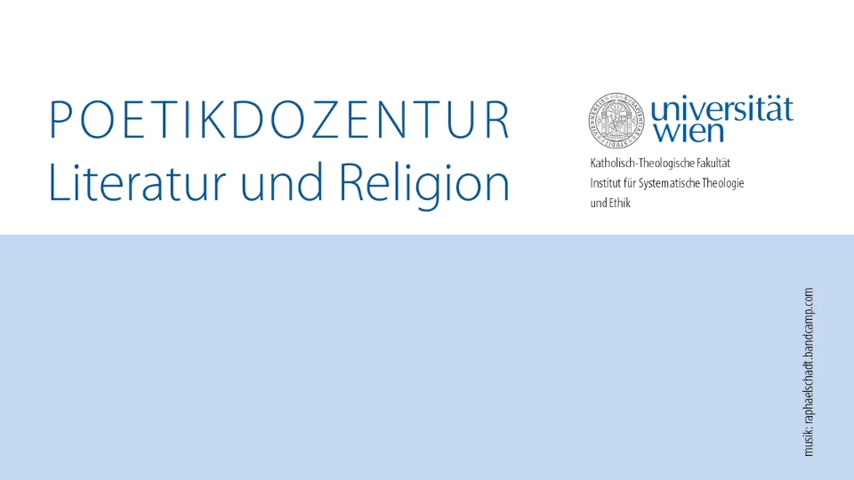 POETIKDOZENTUR
Literatur und Religion
universität
wien
Katholisch-Theologische Fakultät
Institut für Systematische Theologie
und Ethik
musik: raphaelschadt.bandcamp.com